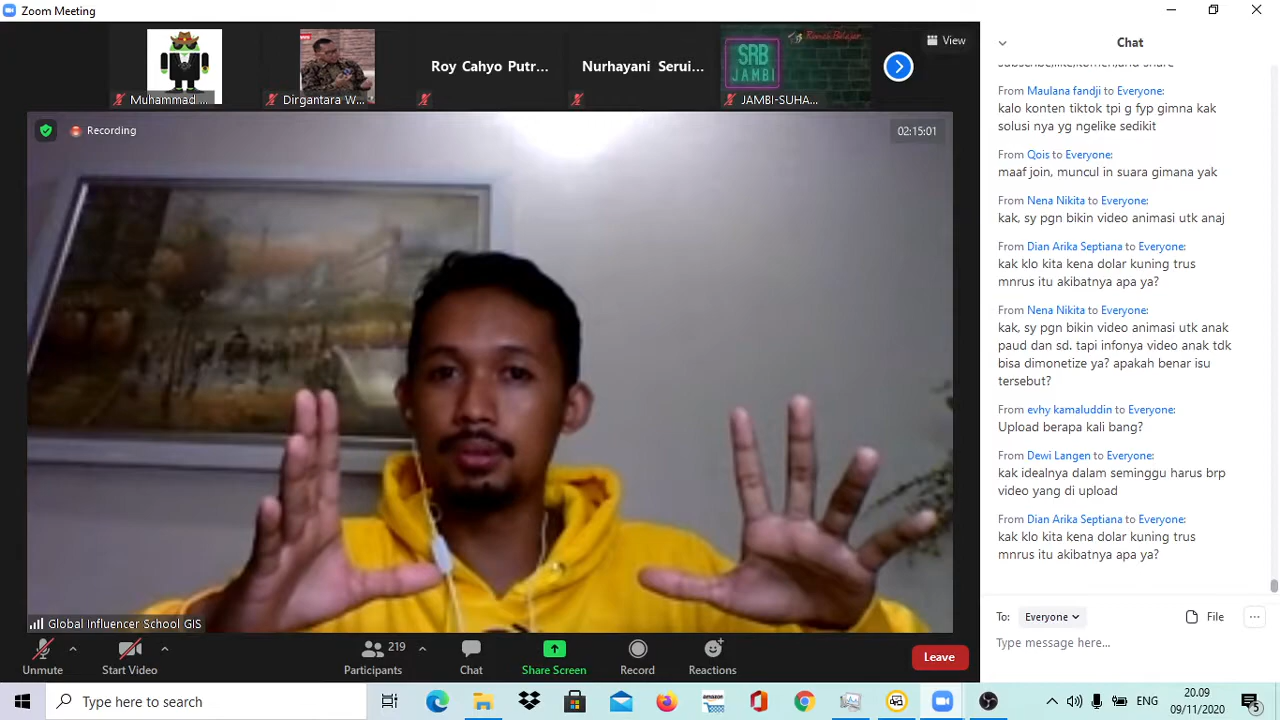 Zoom Meeting
Muhammad ...
Dirgantara W...
Roy Cahyo Putr...
Nurhayani Serui...
SRB
JAMBI
JAMBI-SUHA...
View
Recording
02:15:01
Global Influencer School GIS
Chat
From Maulana fandji to Everyone:
kalo konten tiktok tpi g fyp gimna kak
solusi nya yg ngelike sedikit
From Qois to Everyone:
maaf join, muncul in suara gimana yak
From Nena Nikita to Everyone:
kak, sy pgn bikin video animasi utk anaj
From Dian Arika Septiana to Everyone:
kak klo kita kena dolar kuning trus
mnrus itu akibatnya apa ya?
From Nena Nikita to Everyone:
kak, sy pgn bikin video animasi utk anak
paud dan sd. tapi infonya video anak tdk
bisa dimonetize ya? apakah benar isu
tersebut?
From evhy kamaluddin to Everyone:
Upload berapa kali bang?
From Dewi Langen to Everyone:
kak idealnya dalam seminggu harus brp
video yang di upload
From Dian Arika Septiana to Everyone:
kak klo kita kena dolar kuning trus
mnrus itu akibatnya apa ya?
To: Everyone
File
Type message here...
Unmute
Start Video
219
Participants
Chat
Share Screen
Record
Reactions
Leave
Type here to search
ENG
20.09
09/11/2020
5